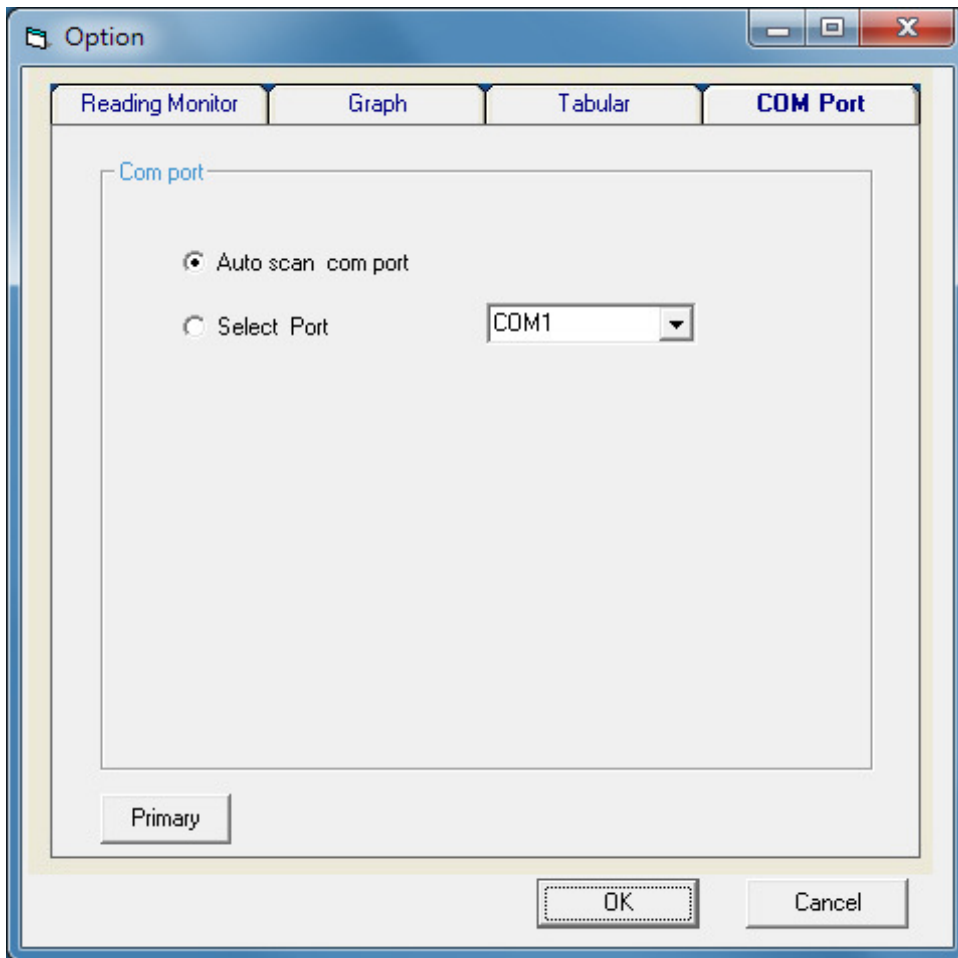 Option
Reading Monitor Graph Tabular COM Port
Com port
Auto scan com port
Select Port COM1
Primary
OK Cancel